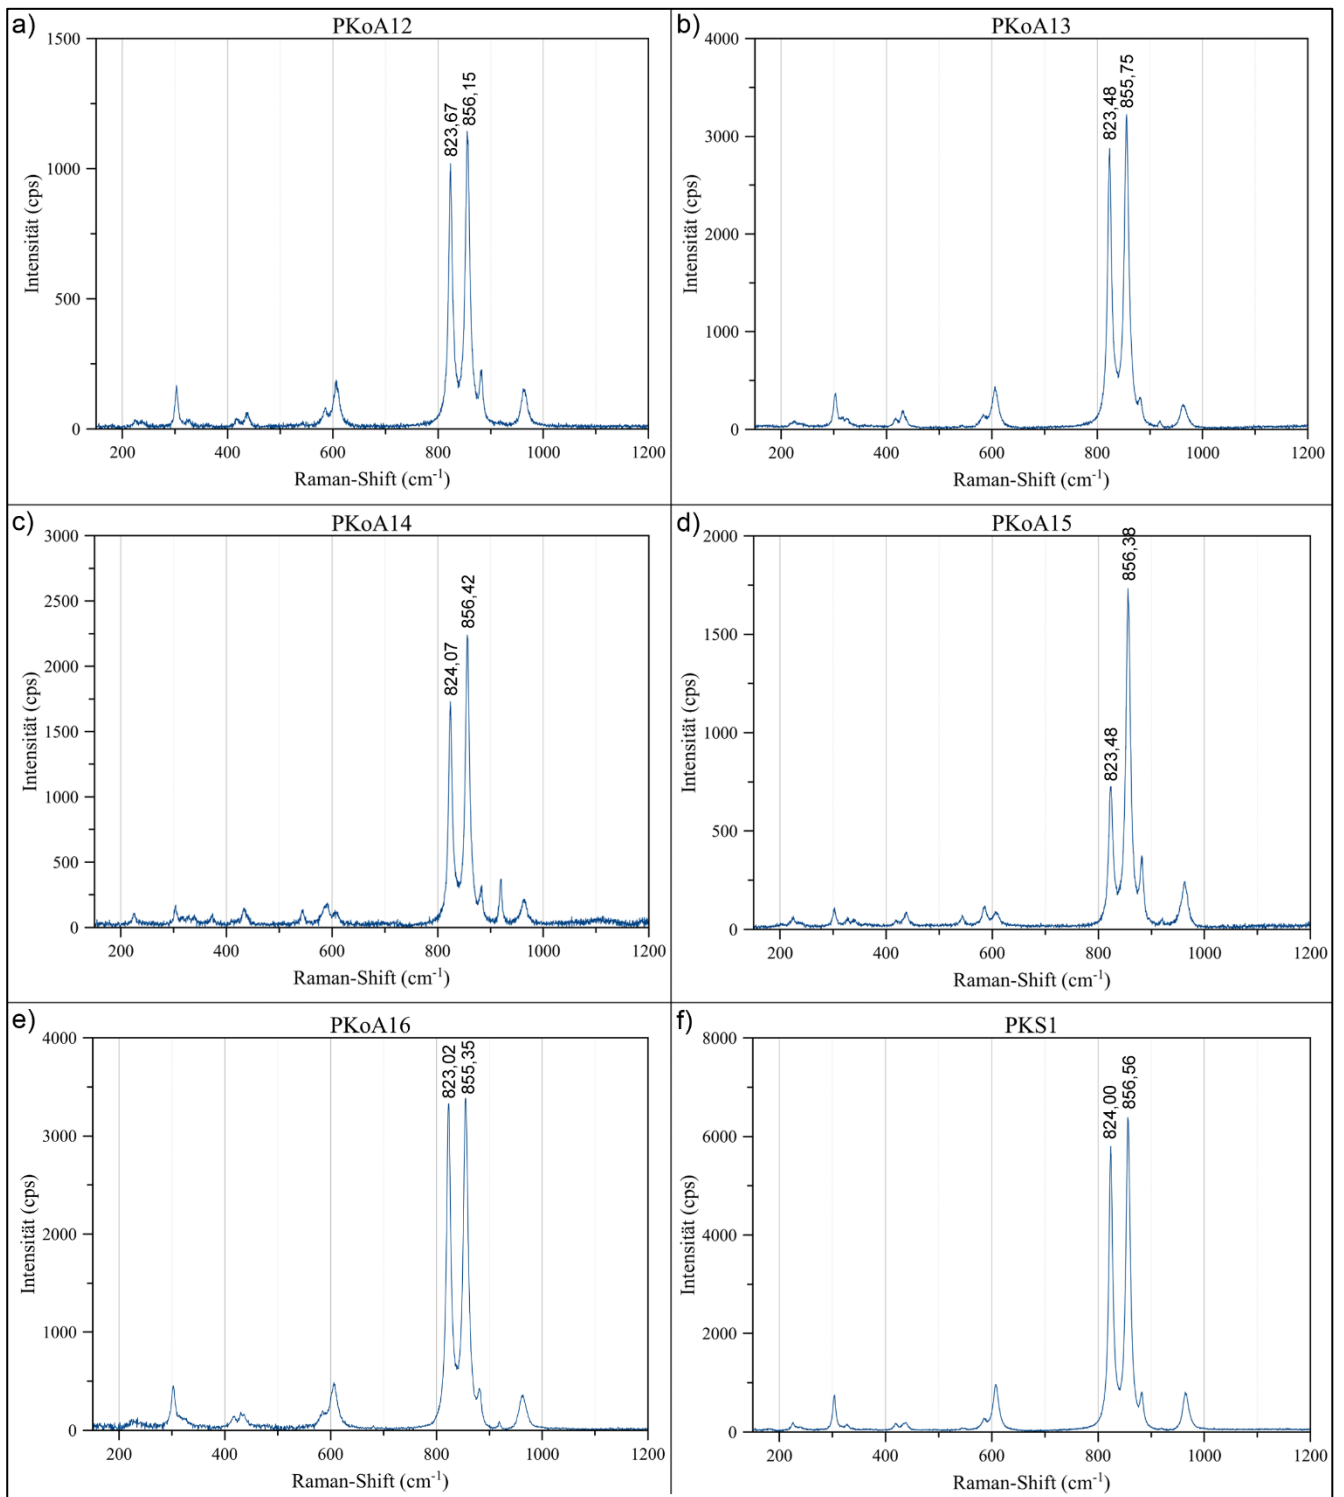 a)
PKoA12
1500
1000
500
0
Intensität (cps)
823,67
856,15
200 400 600 800 1000 1200
Raman-Shift (cm-1)
b)
PKoA13
4000
3000
2000
1000
0
Intensität (cps)
823,48
855,75
200 400 600 800 1000 1200
Raman-Shift (cm-1)
c)
PKoA14
3000
2500
2000
1500
1000
500
0
Intensität (cps)
824,07
856,42
200 400 600 800 1000 1200
Raman-Shift (cm-1)
d)
PKoA15
2000
1500
1000
500
0
Intensität (cps)
823,48
856,38
200 400 600 800 1000 1200
Raman-Shift (cm-1)
e)
PKoA16
4000
3000
2000
1000
0
Intensität (cps)
823,02
855,35
200 400 600 800 1000 1200
Raman-Shift (cm-1)
f)
PKS1
8000
6000
4000
2000
0
Intensität (cps)
824,00
856,56
200 400 600 800 1000 1200
Raman-Shift (cm-1)